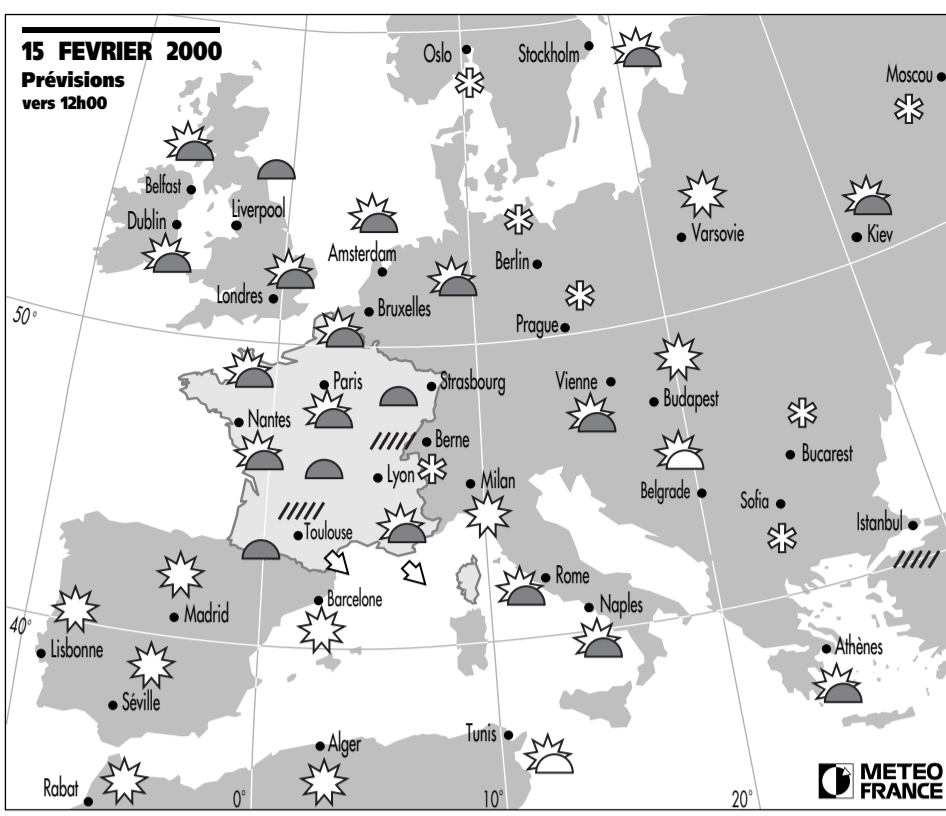 15 FEVRIER 2000
Prévisions
vers 12h00
Oslo
Stockholm
Moscou
Belfast
Dublin
Liverpool
Varsovie
Kiev
Amsterdam
Berlin
Londres
Bruxelles
50°
Prague
Paris
Strasbourg
Vienne
Budapest
Nantes
Berne
Bucarest
Lyon
Milan
Belgrade
Sofia
Istanbul
Toulouse
Rome
Barcelone
Naples
Madrid
40°
Lisbonne
Athènes
Séville
Tunis
Alger
Rabat
0°
10°
20°
METEO
FRANCE